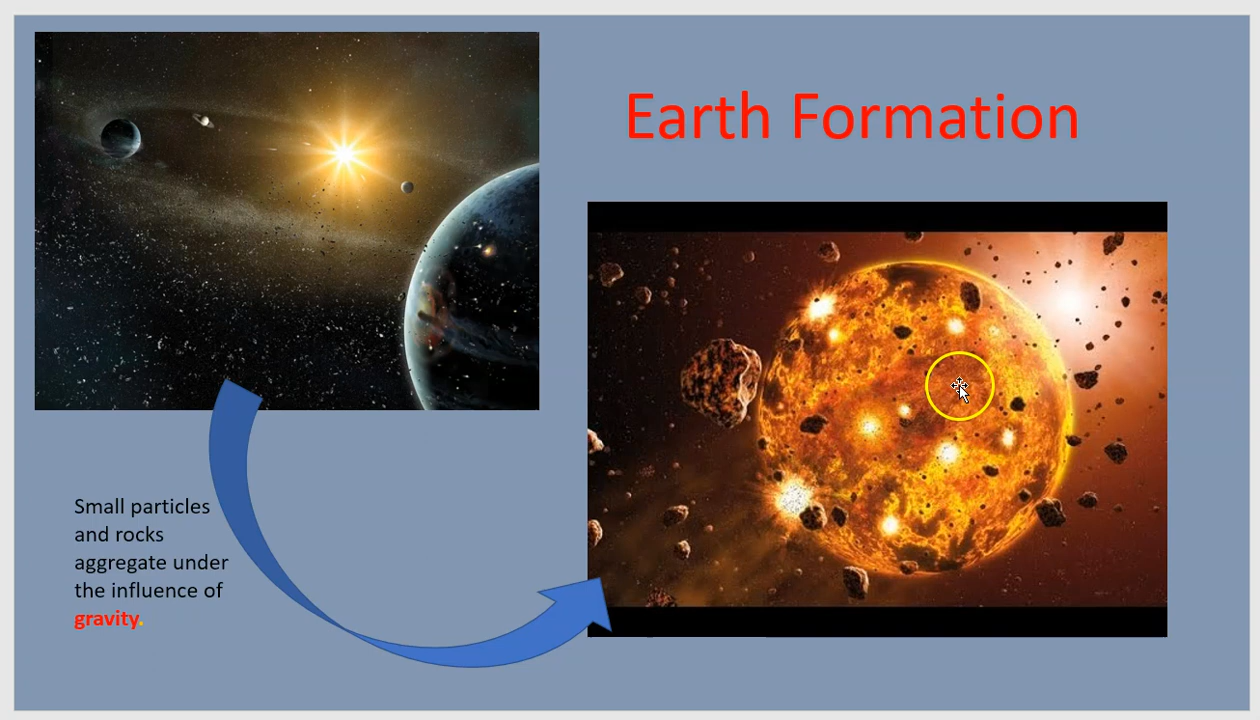 Earth Formation
Small particles
and rocks
aggregate under
the influence of
gravity.